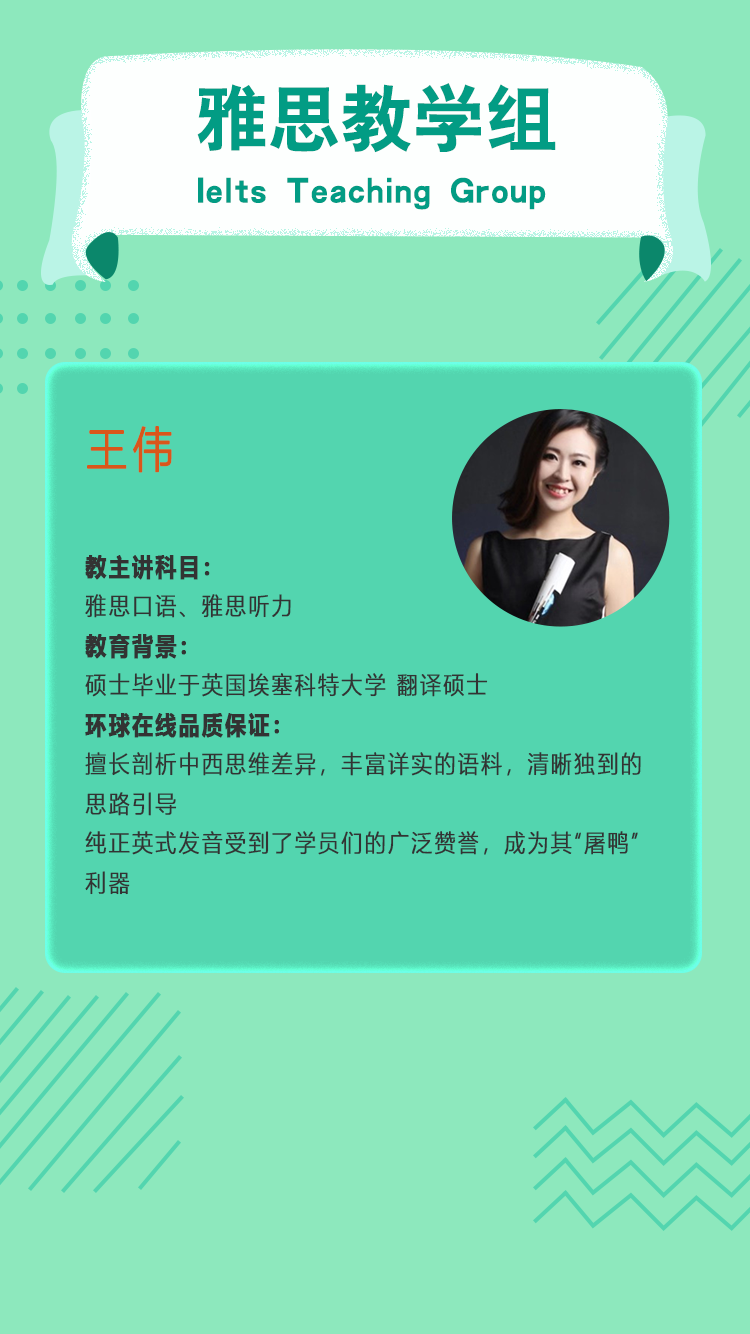 雅思教学组
Ielts Teaching Group
王伟
教主讲科目：
雅思口语、雅思听力
教育背景：
硕士毕业于英国埃塞科特大学 翻译硕士
环球在线品质保证：
擅长剖析中西思维差异，丰富详实的语料，清晰独到的
思路引导
纯正英式发音受到了学员们的广泛赞誉，成为其“屠鸭”
利器